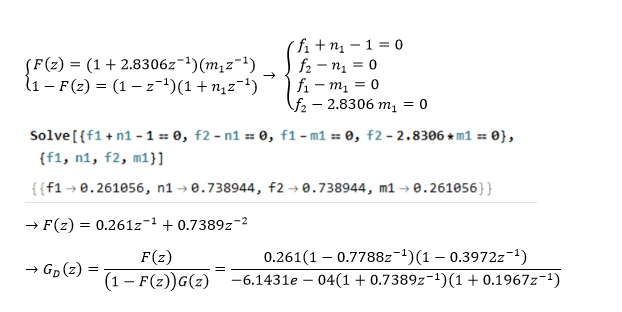 {F(z) = (1 + 2.8306z⁻¹)(m₁z⁻¹)
1 − F(z) = (1 − z⁻¹)(1 + n₁z⁻¹) →
{f₁ + n₁ − 1 = 0
f₂ − n₁ = 0
f₁ − m₁ = 0
f₂ − 2.8306 m₁ = 0
Solve[{f1 + n1 - 1 == 0, f2 - n1 == 0, f1 - m1 == 0, f2 - 2.8306 * m1 == 0},
{f1, n1, f2, m1}]
{{f1 → 0.261056, n1 → 0.738944, f2 → 0.738944, m1 → 0.261056}}
→ F(z) = 0.261z⁻¹ + 0.7389z⁻²
→ G_D(z) = F(z) / (1 − F(z))G(z) = 0.261(1 − 0.7788z⁻¹)(1 − 0.3972z⁻¹) / −6.1431e − 04(1 + 0.7389z⁻¹)(1 + 0.1967z⁻¹)